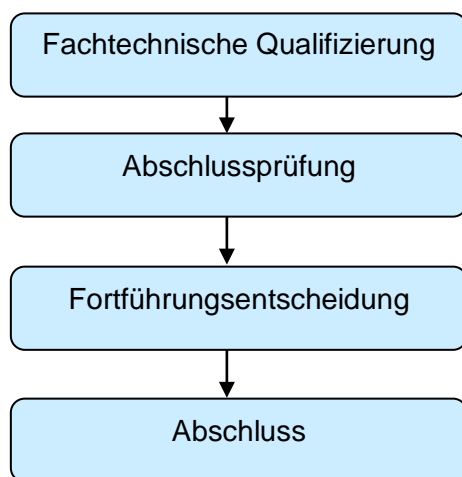 Fachtechnische Qualifizierung
Abschlussprüfung
Fortführungsentscheidung
Abschluss